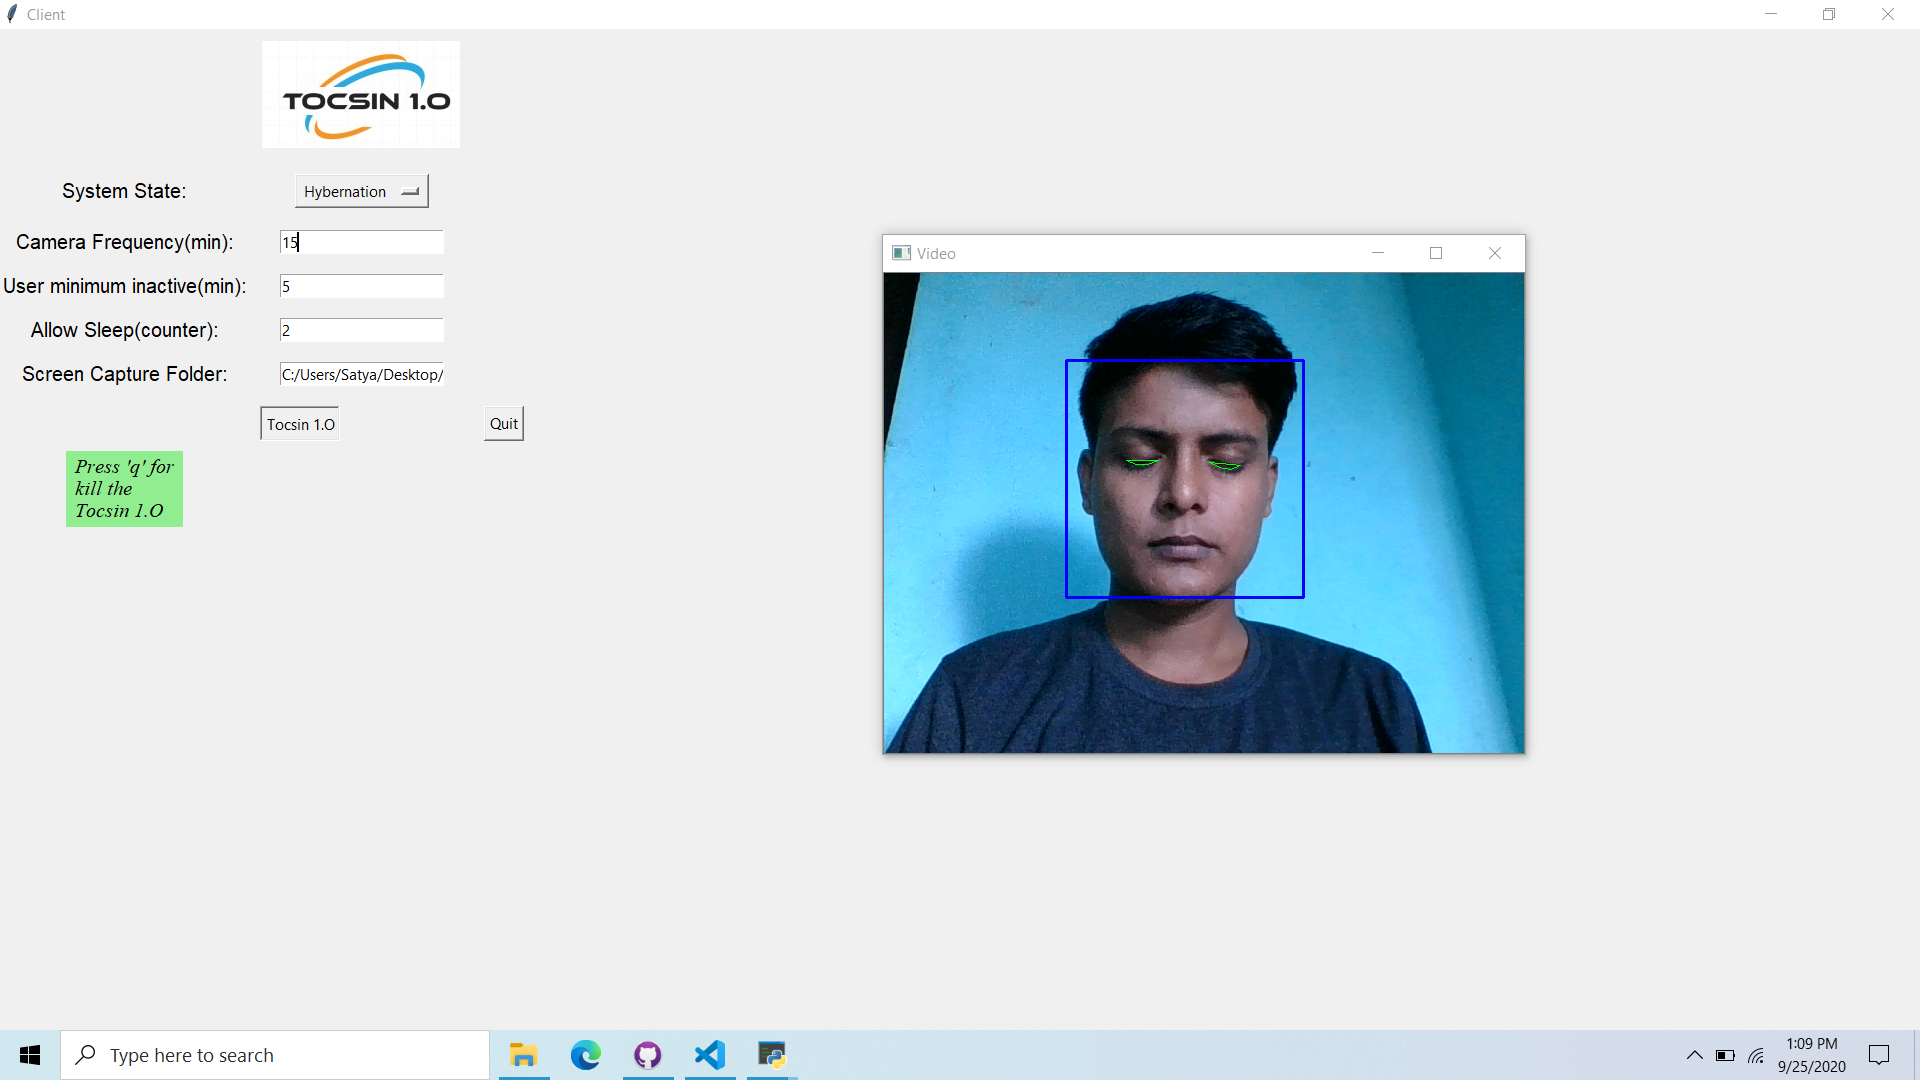 Client
TOCSIN 1.O
System State:
Hybernation
Camera Frequency(min):
15
User minimum inactive(min):
5
Allow Sleep(counter):
2
Screen Capture Folder:
C:/Users/Satya/Desktop/
Tocsin 1.O
Quit
Press 'q' for
kill the
Tocsin 1.O
Video
Type here to search
1:09 PM
9/25/2020